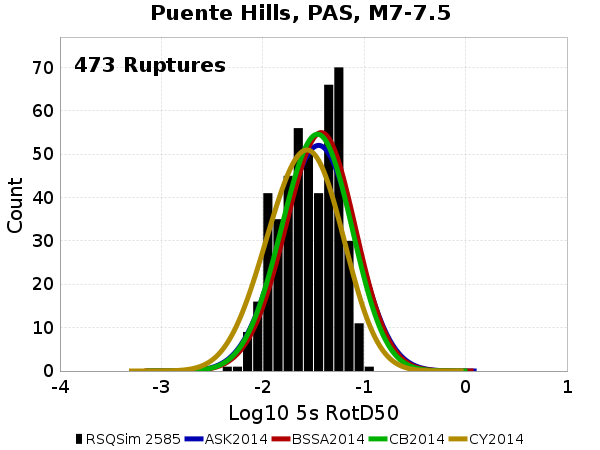 Puente Hills, PAS, M7-7.5
473 Ruptures
70
60
50
40
30
20
10
0
Count
-4 -3 -2 -1 0 1
Log10 5s RotD50
RSQSim 2585 ASK2014 BSSA2014 CB2014 CY2014